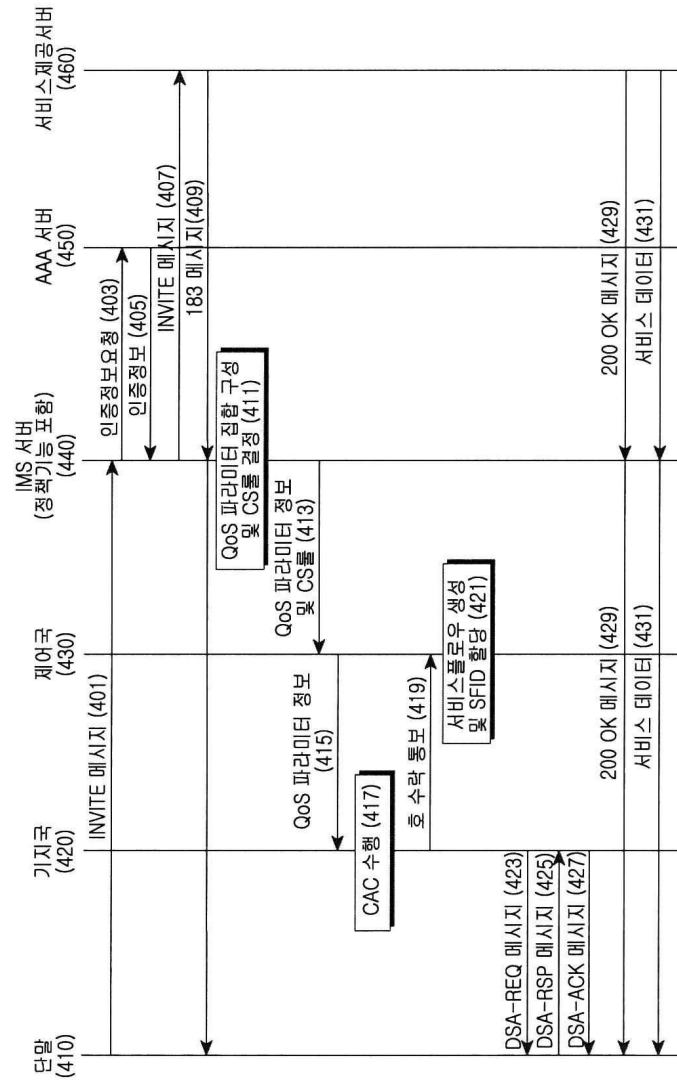 단말
(410)
기지국
(420)
제어국
(430)
IMS 서버
(정책기능 포함)
(440)
AAA 서버
(450)
서비스제공서버
(460)
INVITE 메시지 (401)
인증정보요청 (403)
인증정보 (405)
INVITE 메시지 (407)
183 메시지(409)
QoS 파라미터 집합 구성
및 CS룰 결정 (411)
QoS 파라미터 정보
및 CS룰 (413)
QoS 파라미터 정보
(415)
CAC 수행 (417)
호 수락 통보 (419)
서비스플로우 생성
및 SFID 할당 (421)
DSA-REQ 메시지 (423)
DSA-RSP 메시지 (425)
DSA-ACK 메시지 (427)
200 OK 메시지 (429)
200 OK 메시지 (429)
서비스 데이터 (431)
서비스 데이터 (431)